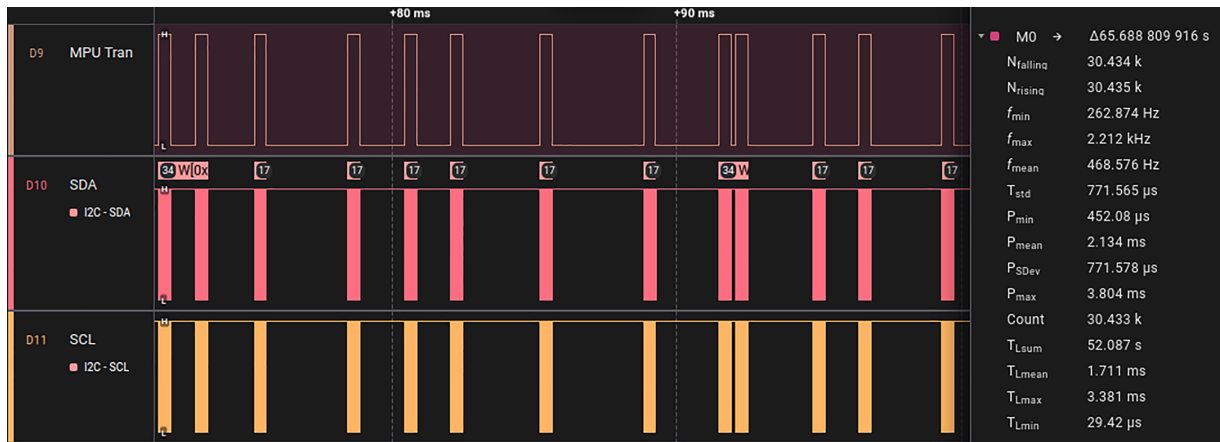 +80 ms +90 ms
D9 MPU Tran
H
L
D10 SDA
I2C - SDA
34 W[0x 17 17 17 17 17 17 34 W 17 17 17
H
L
D11 SCL
I2C - SCL
H
L
M0 → Δ65.688 809 916 s
Nfalling 30.434 k
Nrising 30.435 k
fmin 262.874 Hz
fmax 2.212 kHz
fmean 468.576 Hz
Tstd 771.565 µs
Pmin 452.08 µs
Pmean 2.134 ms
PSDev 771.578 µs
Pmax 3.804 ms
Count 30.433 k
TLsum 52.087 s
TLmean 1.711 ms
TLmax 3.381 ms
TLmin 29.42 µs